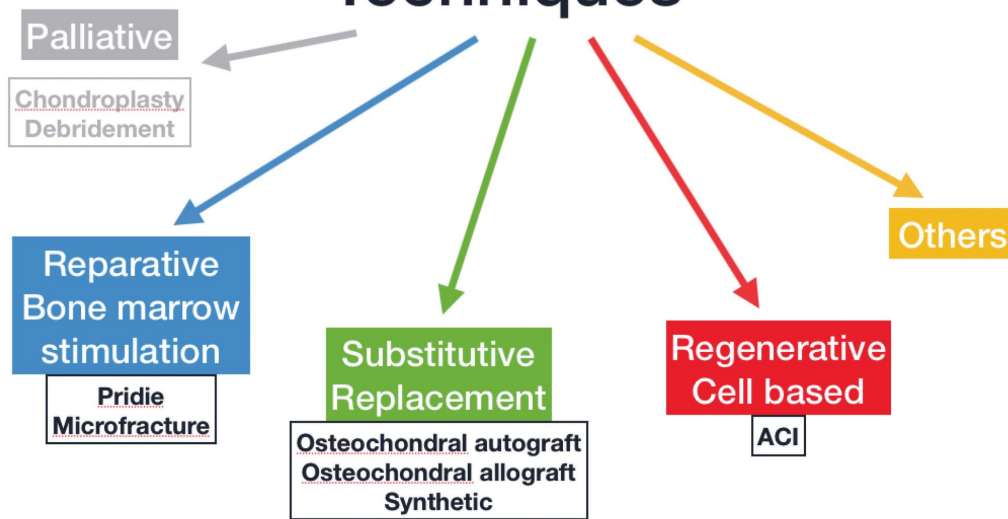 Techniques
Palliative
Chondroplasty
Debridement
Others
Reparative
Bone marrow
stimulation
Pridie
Microfracture
Substitutive
Replacement
Osteochondral autograft
Osteochondral allograft
Synthetic
Regenerative
Cell based
ACI